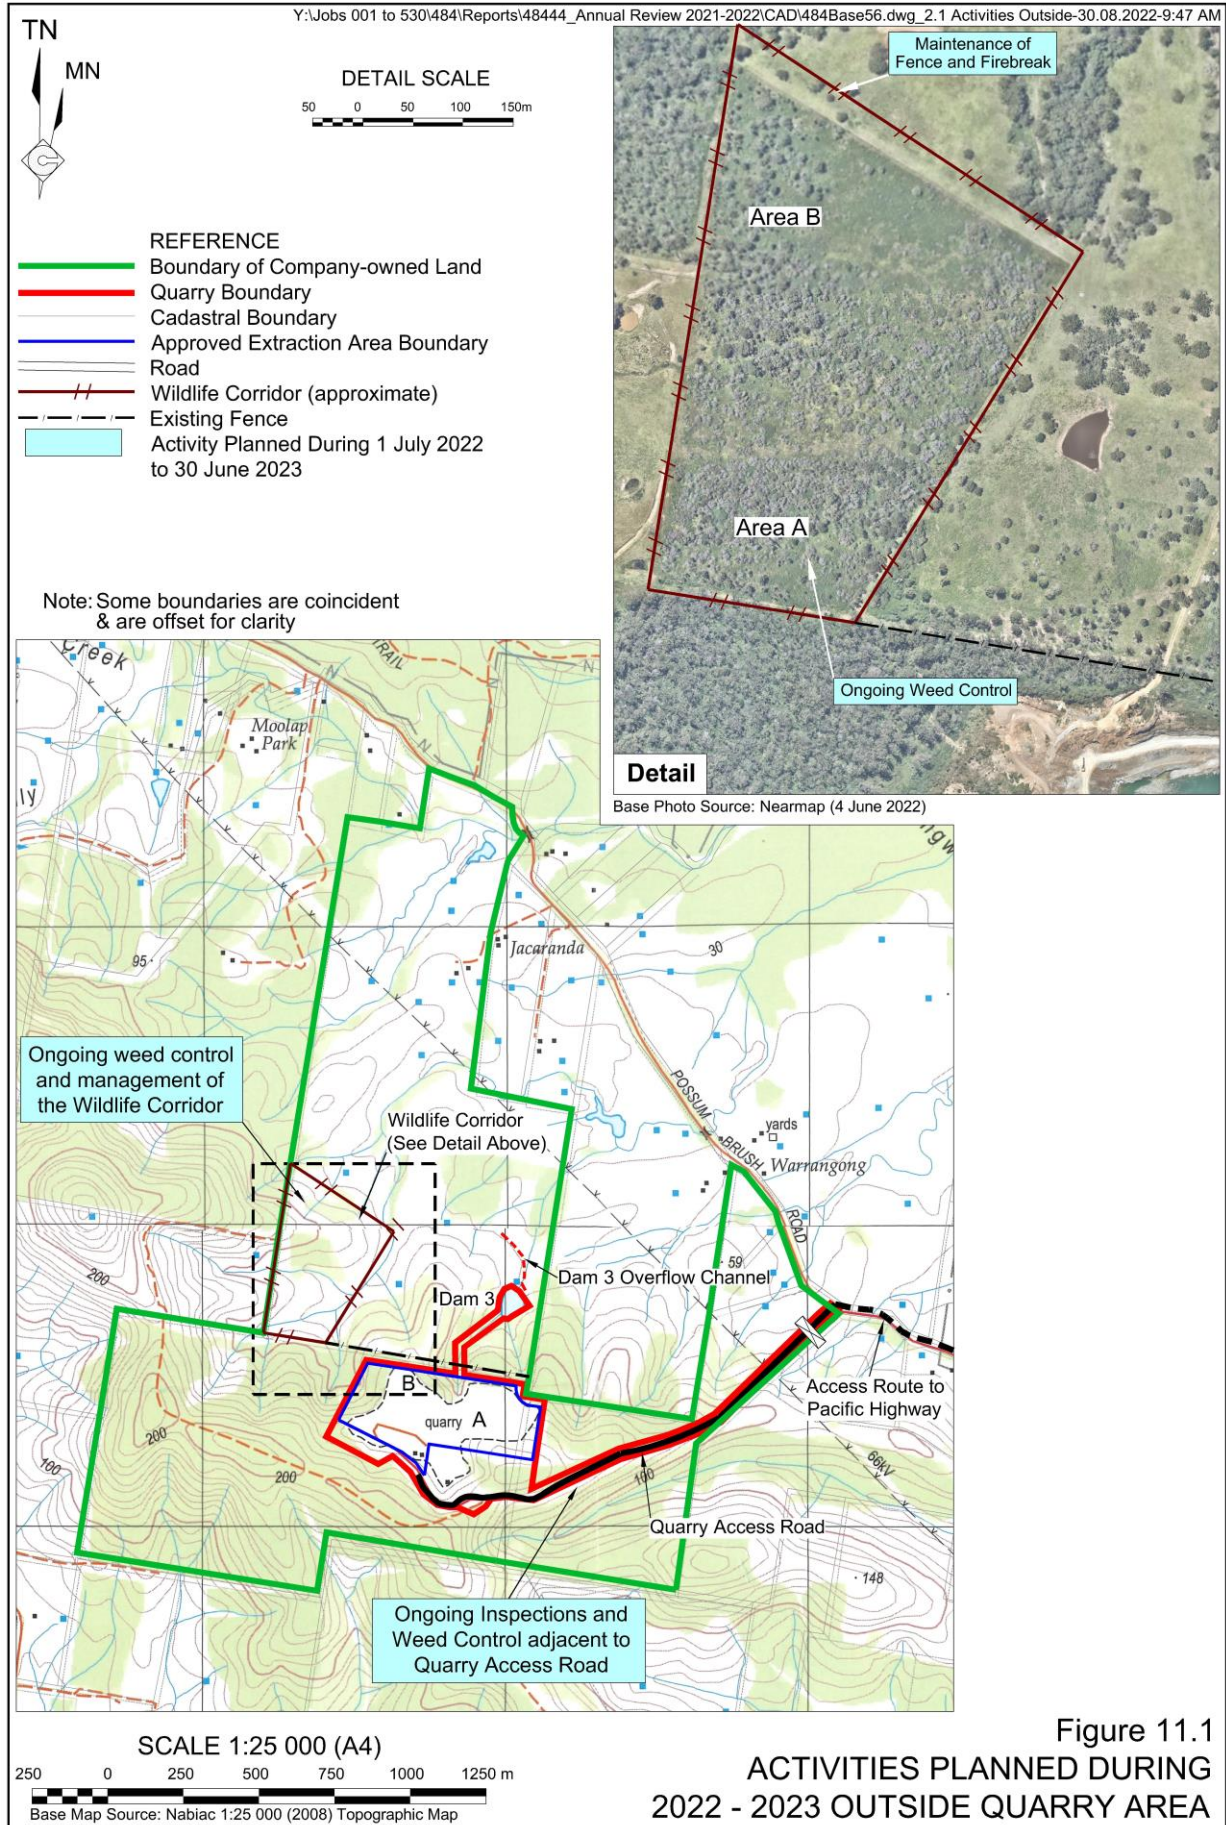 Y:\Jobs 001 to 530\484\Reports\48444_Annual Review 2021-2022\CAD\484Base56.dwg_2.1 Activities Outside-30.08.2022-9:47 AM
TN
MN
DETAIL SCALE
50 0 50 100 150m
REFERENCE
Boundary of Company-owned Land
Quarry Boundary
Cadastral Boundary
Approved Extraction Area Boundary
Road
Wildlife Corridor (approximate)
Existing Fence
Activity Planned During 1 July 2022
to 30 June 2023
Note: Some boundaries are coincident
& are offset for clarity
Maintenance of
Fence and Firebreak
Area B
Area A
Ongoing Weed Control
Detail
Base Photo Source: Nearmap (4 June 2022)
Creek
TRAIL
N
N
N
N
Moolap
Park
ly
Jacaranda
30
95
Ongoing weed control
and management of
the Wildlife Corridor
Wildlife Corridor
(See Detail Above)
POSSUM
BRUSH
ROAD
yards
Warrangong
59
200
Dam 3 Overflow Channel
Dam 3
B
quarry A
Access Route to
Pacific Highway
200
100
200
100
66kV
Quarry Access Road
148
Ongoing Inspections and
Weed Control adjacent to
Quarry Access Road
SCALE 1:25 000 (A4)
250 0 250 500 750 1000 1250 m
Base Map Source: Nabiac 1:25 000 (2008) Topographic Map
Figure 11.1
ACTIVITIES PLANNED DURING
2022 - 2023 OUTSIDE QUARRY AREA